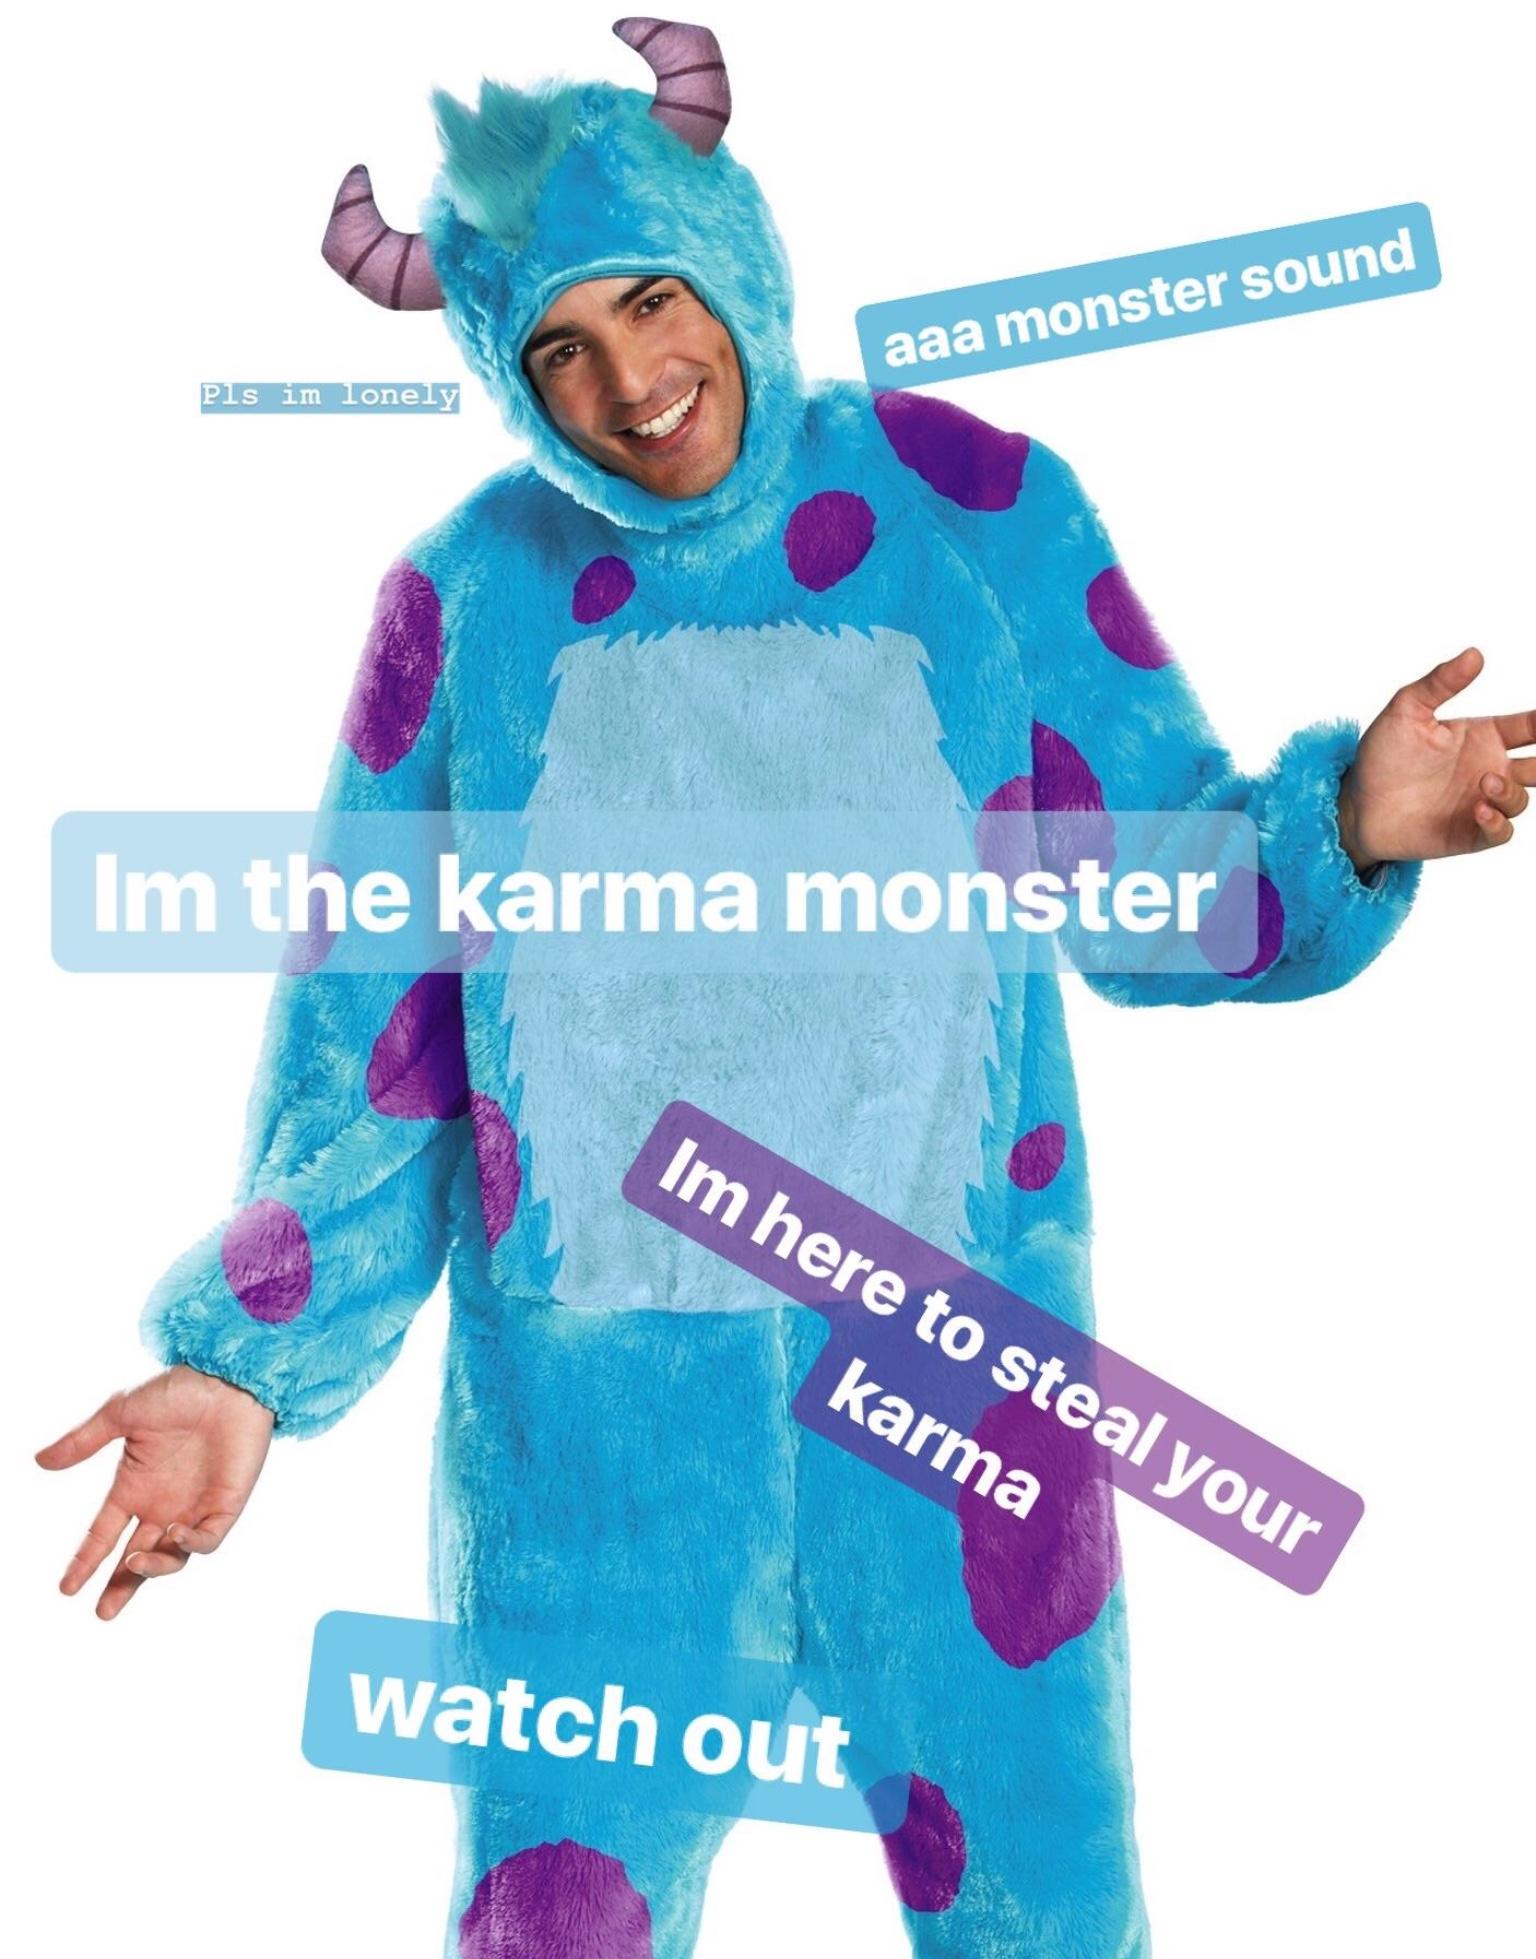 aaa monster sound
Pls im lonely
Im the karma monster
Im here to steal your
karma
watch out